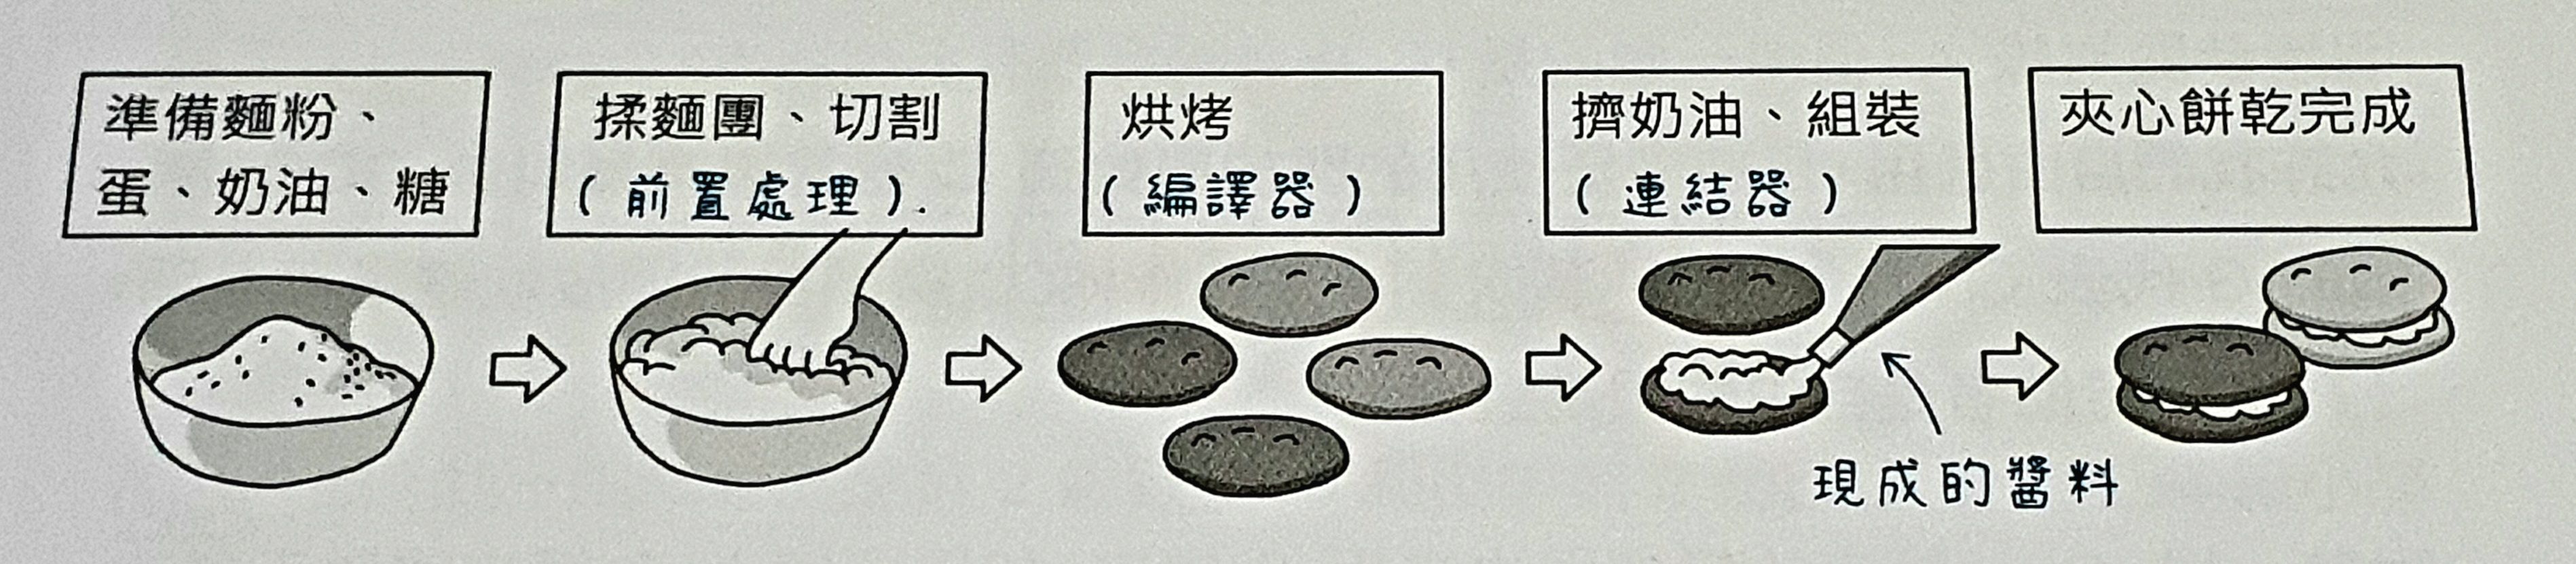 準備麵粉、
蛋、奶油、糖
揉麵團、切割
(前置處理).
烘烤
(編譯器)
擠奶油、組裝
(連結器)
夾心餅乾完成
現成的醬料